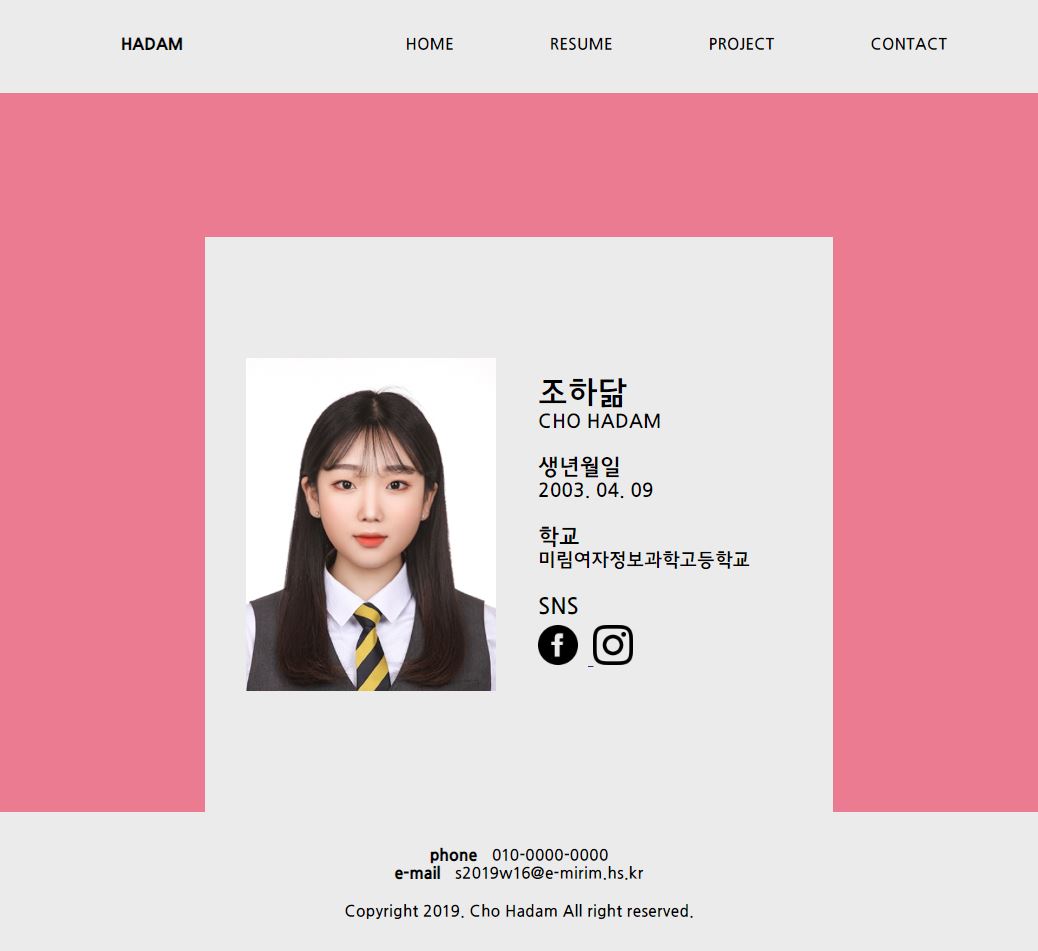 HADAM HOME RESUME PROJECT CONTACT
조하닮
CHO HADAM
생년월일
2003. 04. 09
학교
미림여자정보과학고등학교
SNS
phone 010-0000-0000
e-mail s2019w16@e-mirim.hs.kr
Copyright 2019. Cho Hadam All right reserved.